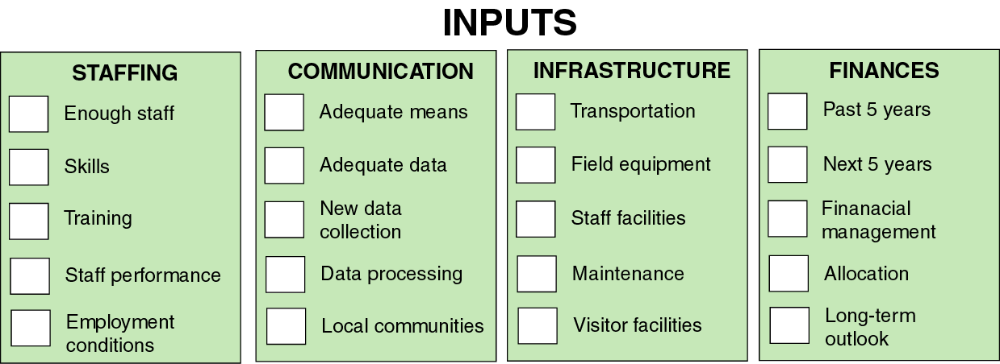 INPUTS
STAFFING
Enough staff
Skills
Training
Staff performance
Employment
conditions
COMMUNICATION
Adequate means
Adequate data
New data
collection
Data processing
Local communities
INFRASTRUCTURE
Transportation
Field equipment
Staff facilities
Maintenance
Visitor facilities
FINANCES
Past 5 years
Next 5 years
Finanacial
management
Allocation
Long-term
outlook